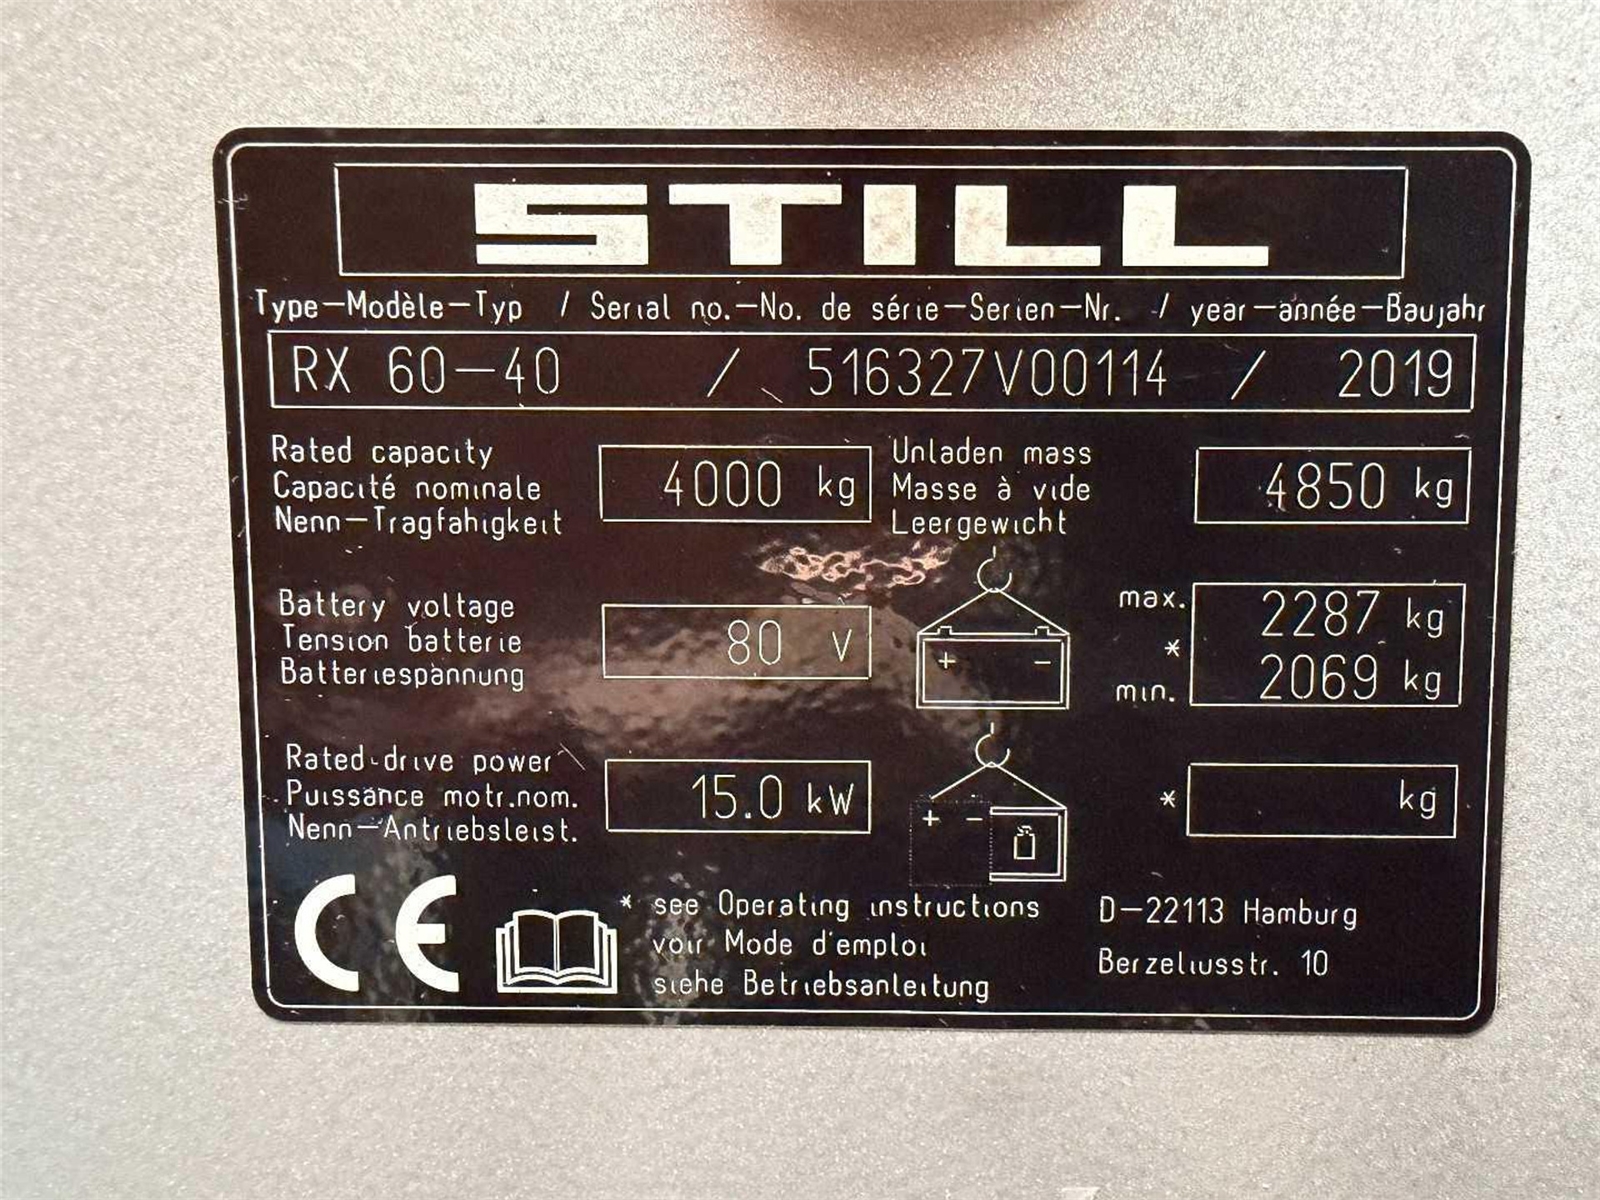 STILL
Type-Modèle-Typ / Serial no.-No. de série-Serien-Nr. / year-année-Baujahr
RX 60-40 / 516327V00114 / 2019
Rated capacity
Capacité nominale
Nenn-Tragfähigkeit
4000 kg
Unladen mass
Masse à vide
Leergewicht
4850 kg
Battery voltage
Tension batterie
Batteriespannung
80 V
+ -
max.
*
min.
2287 kg
2069 kg
Rated-drive power
Puissance motr.nom.
Nenn-Antriebsleist.
15.0 kW
+ -
* kg
CE
* see Operating instructions
voir Mode d'emploi
siehe Betriebsanleitung
D-22113 Hamburg
Berzeliusstr. 10